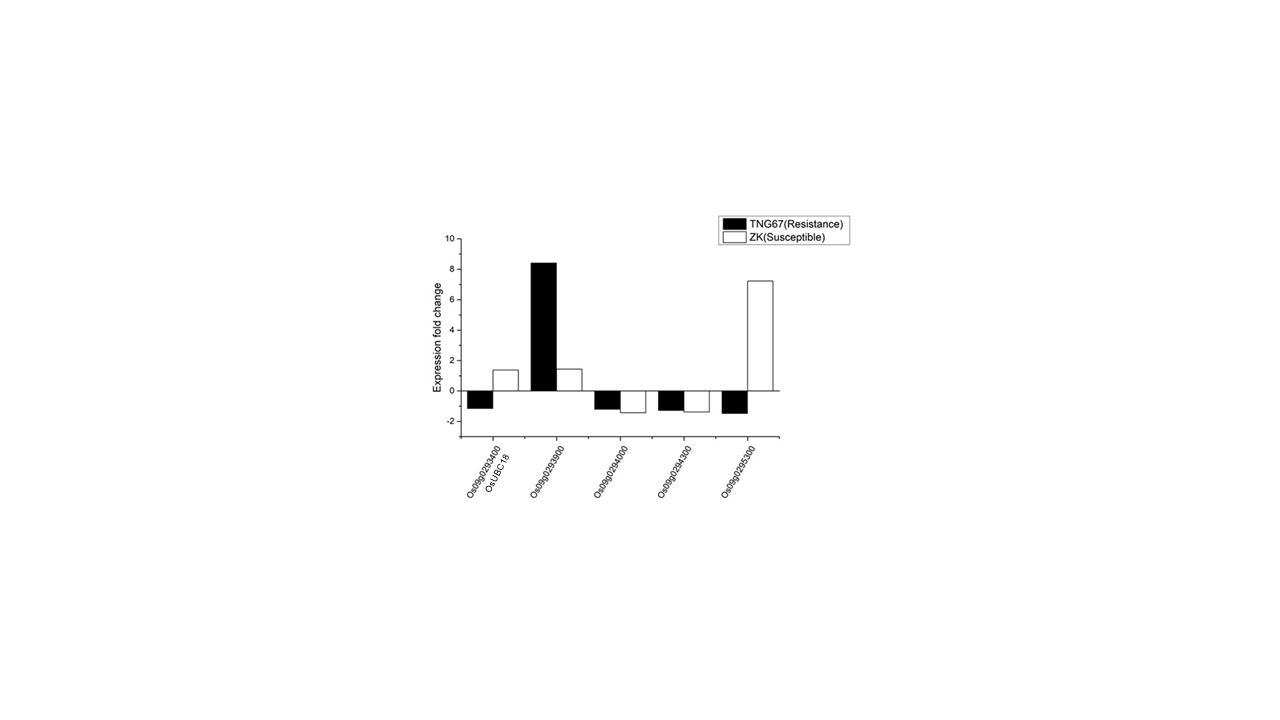 TNG67(Resistance)
ZK(Susceptible)
Expression fold change
10
8
6
4
2
0
-2
Os09g0293400
OsUBC18
Os09g0293900
Os09g0294000
Os09g0294300
Os09g0295300